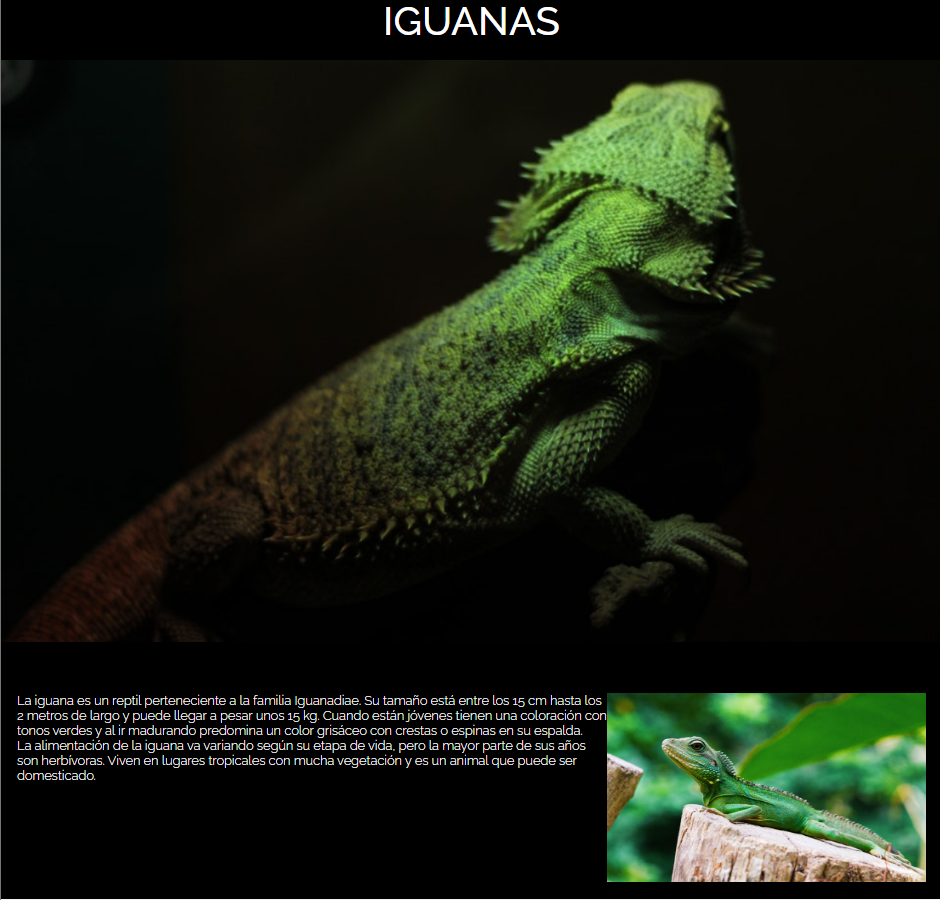 IGUANAS
La iguana es un reptil perteneciente a la familia Iguanadiae. Su tamaño está entre los 15 cm hasta los
2 metros de largo y puede llegar a pesar unos 15 kg. Cuando están jóvenes tienen una coloración con
tonos verdes y al ir madurando predomina un color grisáceo con crestas o espinas en su espalda.
La alimentación de la iguana va variando según su etapa de vida, pero la mayor parte de sus años
son herbívoras. Viven en lugares tropicales con mucha vegetación y es un animal que puede ser
domesticado.